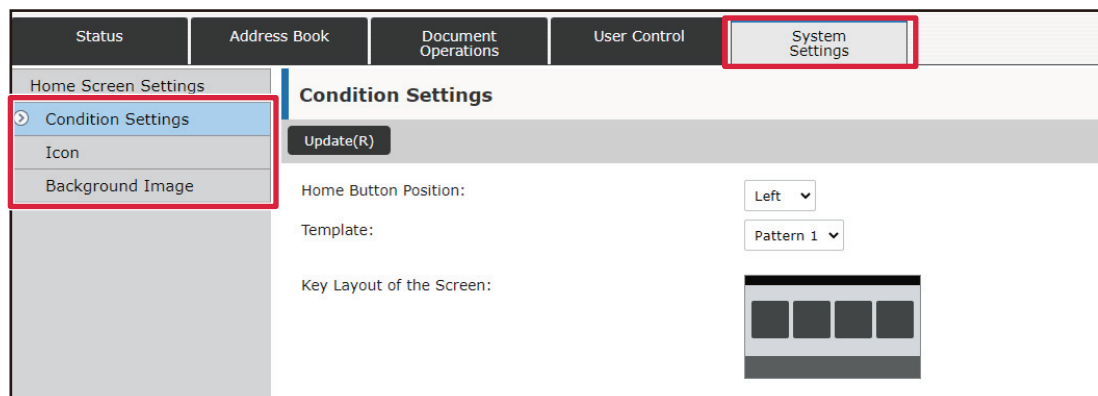 Status
Address Book
Document
Operations
User Control
System
Settings
Home Screen Settings
Condition Settings
Icon
Background Image
Condition Settings
Update(R)
Home Button Position:
Left
Template:
Pattern 1
Key Layout of the Screen: